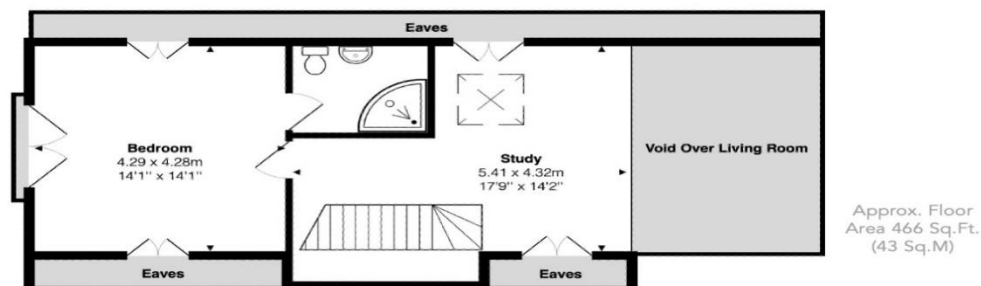 Eaves
Bedroom
4.29 x 4.28m
14'1" x 14'1"
Study
5.41 x 4.32m
17'9" x 14'2"
Void Over Living Room
Approx. Floor
Area 466 Sq.Ft.
(43 Sq.M)
Eaves
Eaves